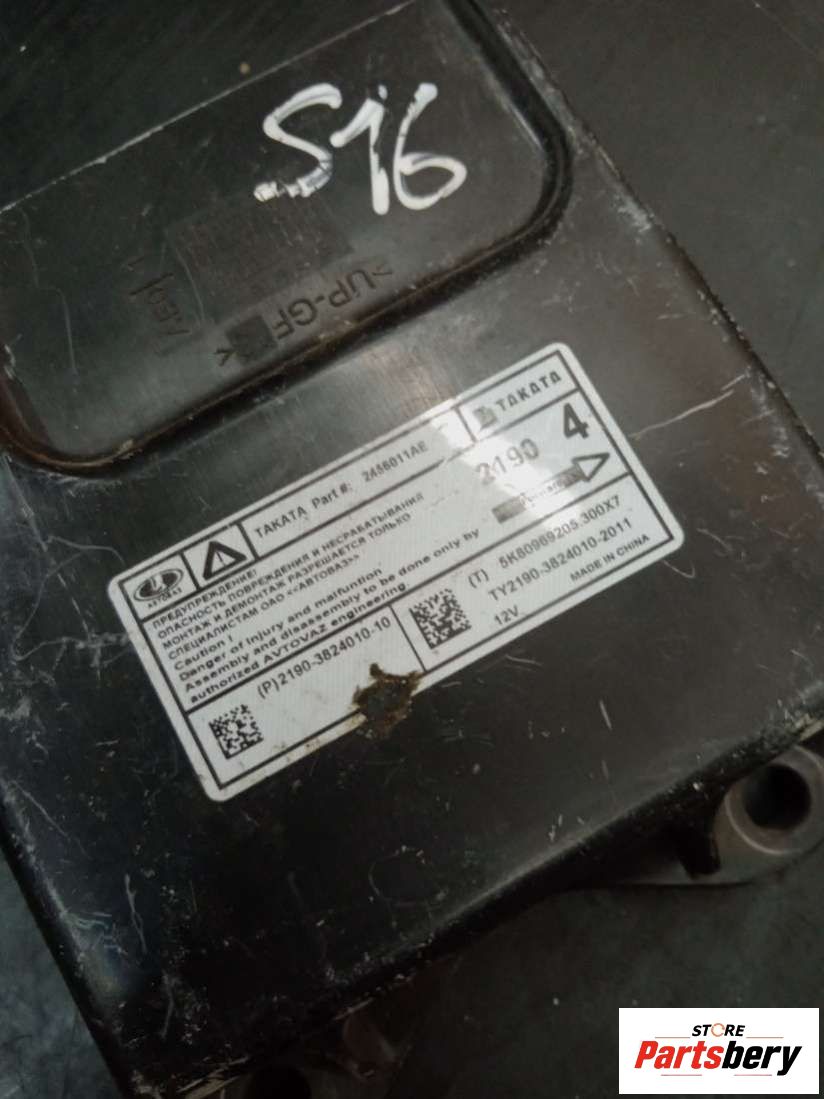 S16
>UP-GF
TAKATA Part #: 2456011AE
TAKATA
АВТОВАЗ
ПРЕДУПРЕЖДЕНИЕ!
ОПАСНОСТЬ ПОВРЕЖДЕНИЯ И НЕСРАБАТЫВАНИЯ
МОНТАЖ И ДЕМОНТАЖ РАЗРЕШАЕТСЯ ТОЛЬКО
СПЕЦИАЛИСТАМ ОАО <<АВТОВАЗ>>
Caution !
Danger of injury and malfuntion
Assembly and disassembly to be done only by
authorized AVTOVAZ engineering.
2190 4
(P)2190-3824010-10
(T) 5K80969205.300X7
TY2190-3824010-2011
12V
MADE IN CHINA
STORE
Partsbery